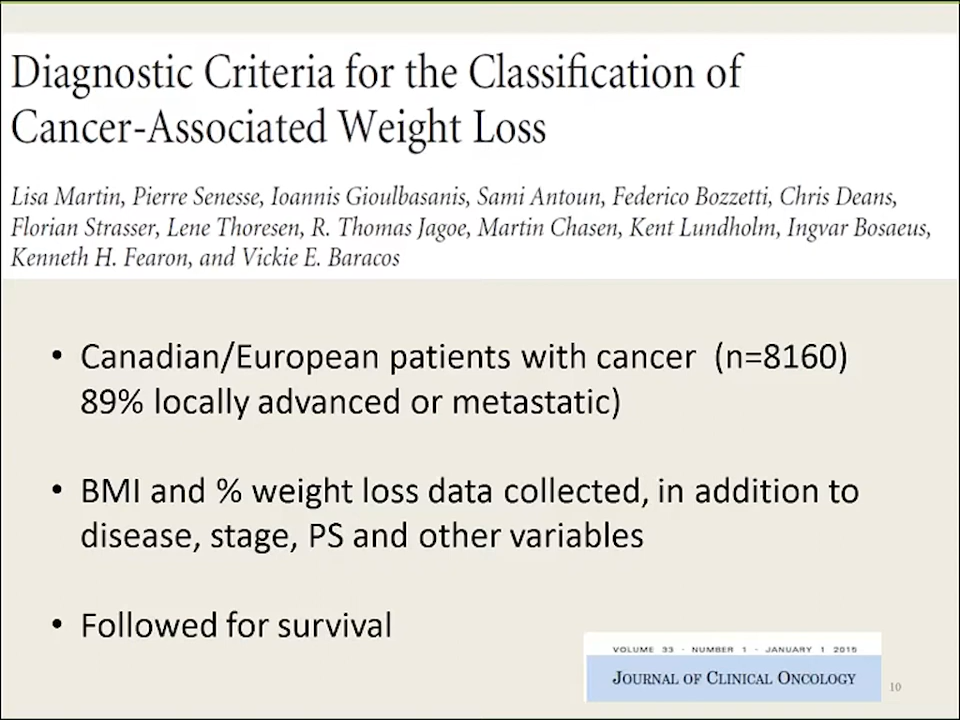 Diagnostic Criteria for the Classification of
Cancer-Associated Weight Loss
Lisa Martin, Pierre Senesse, Ioannis Gioulbasanis, Sami Antoun, Federico Bozzetti, Chris Deans,
Florian Strasser, Lene Thoresen, R. Thomas Jagoe, Martin Chasen, Kent Lundholm, Ingvar Bosaeus,
Kenneth H. Fearon, and Vickie E. Baracos
• Canadian/European patients with cancer (n=8160)
89% locally advanced or metastatic)
• BMI and % weight loss data collected, in addition to
disease, stage, PS and other variables
• Followed for survival
VOLUME 33 · NUMBER 1 · JANUARY 1 2015
JOURNAL OF CLINICAL ONCOLOGY
10